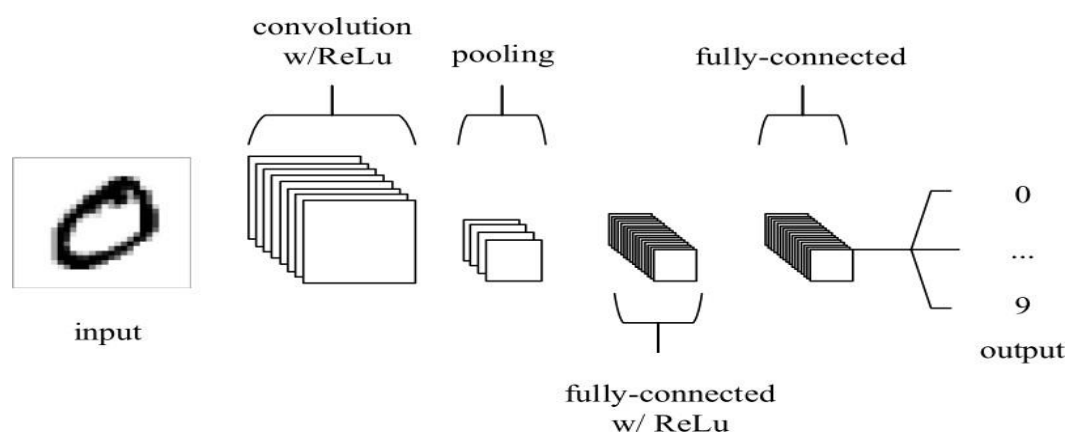 convolution
w/ReLu
pooling
fully-connected
input
0
...
9
output
fully-connected
w/ ReLu